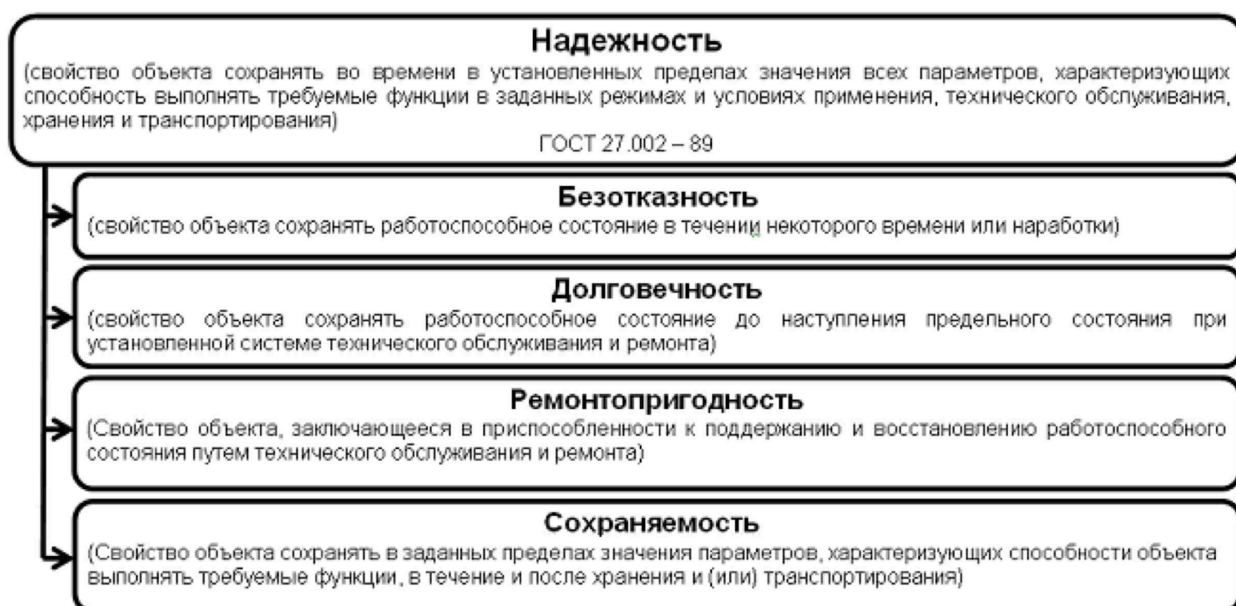 Надежность
(свойство объекта сохранять во времени в установленных пределах значения всех параметров, характеризующих
способность выполнять требуемые функции в заданных режимах и условиях применения, технического обслуживания,
хранения и транспортирования)
ГОСТ 27.002 – 89
Безотказность
(свойство объекта сохранять работоспособное состояние в течении некоторого времени или наработки)
Долговечность
(свойство объекта сохранять работоспособное состояние до наступления предельного состояния при
установленной системе технического обслуживания и ремонта)
Ремонтопригодность
(Свойство объекта, заключающееся в приспособленности к поддержанию и восстановлению работоспособного
состояния путем технического обслуживания и ремонта)
Сохраняемость
(Свойство объекта сохранять в заданных пределах значения параметров, характеризующих способности объекта
выполнять требуемые функции, в течение и после хранения и (или) транспортирования)